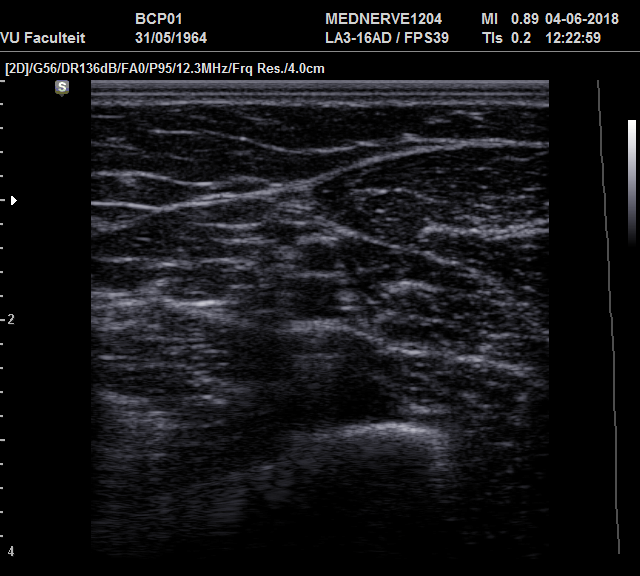 BCP01 MEDNERVE1204 MI 0.89 04-06-2018
VU Faculteit 31/05/1964 LA3-16AD / FPS39 TIs 0.2 12:22:59
[2D]/G56/DR136dB/FA0/P95/12.3MHz/Frq Res./4.0cm
S
2
4